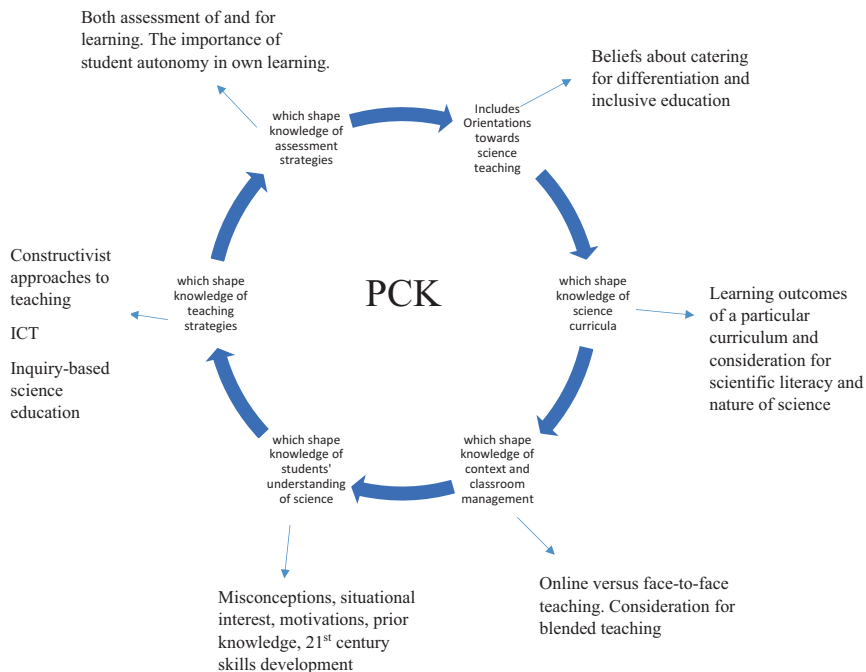 Both assessment of and for
learning. The importance of
student autonomy in own learning.
Beliefs about catering
for differentiation and
inclusive education
which shape
knowledge of
assessment
strategies
Includes
Orientations
towards
science
teaching
Constructivist
approaches to
teaching
ICT
Inquiry-based
science
education
which shape
knowledge of
teaching
strategies
PCK
which shape
knowledge of
science
curricula
Learning outcomes
of a particular
curriculum and
consideration for
scientific literacy and
nature of science
which shape
knowledge of
students'
understanding
of science
which shape
knowledge of
context and
classroom
management
Misconceptions, situational
interest, motivations, prior
knowledge, 21st century
skills development
Online versus face-to-face
teaching. Consideration for
blended teaching